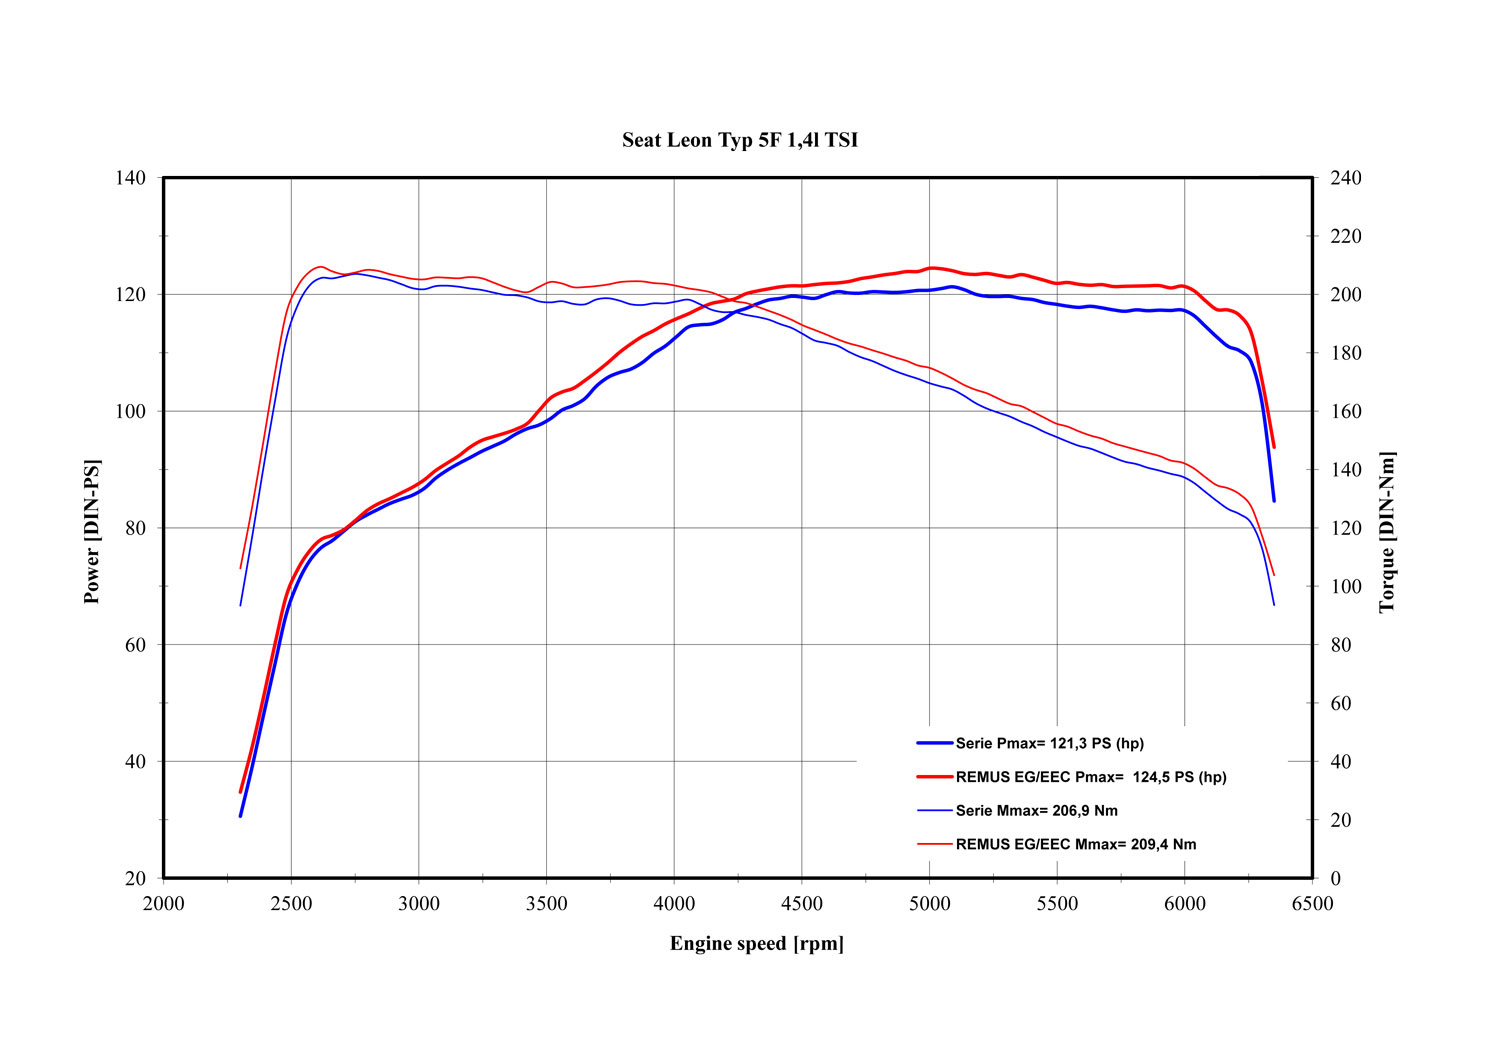 Seat Leon Typ 5F 1,4l TSI
140
120
100
80
60
40
20
Power [DIN-PS]
240
220
200
180
160
140
120
100
80
60
40
20
0
Torque [DIN-Nm]
Serie Pmax= 121,3 PS (hp)
REMUS EG/EEC Pmax=  124,5 PS (hp)
Serie Mmax= 206,9 Nm
REMUS EG/EEC Mmax= 209,4 Nm
2000 2500 3000 3500 4000 4500 5000 5500 6000 6500
Engine speed [rpm]